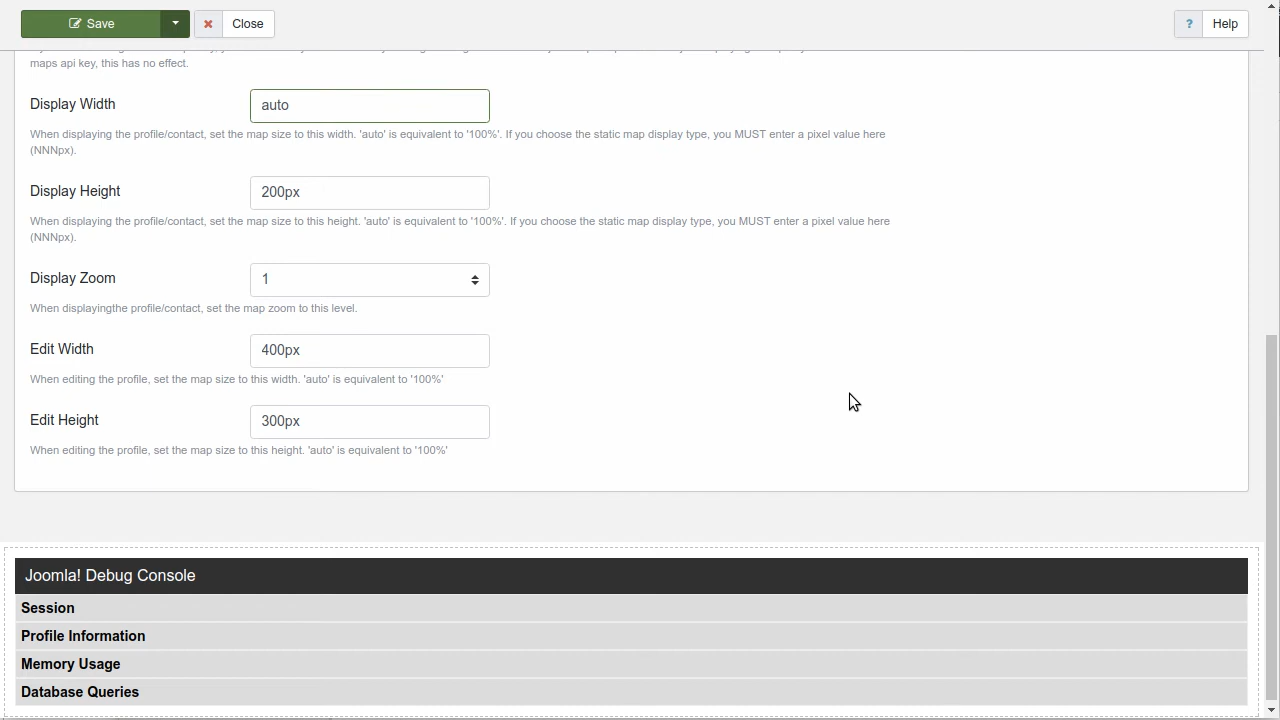 Save
Close
? Help
maps api key, this has no effect.
Display Width
auto
When displaying the profile/contact, set the map size to this width. 'auto' is equivalent to '100%'. If you choose the static map display type, you MUST enter a pixel value here
(NNNpx).
Display Height
200px
When displaying the profile/contact, set the map size to this height. 'auto' is equivalent to '100%'. If you choose the static map display type, you MUST enter a pixel value here
(NNNpx).
Display Zoom
1
When displayingthe profile/contact, set the map zoom to this level.
Edit Width
400px
When editing the profile, set the map size to this width. 'auto' is equivalent to '100%'
Edit Height
300px
When editing the profile, set the map size to this height. 'auto' is equivalent to '100%'
Joomla! Debug Console
Session
Profile Information
Memory Usage
Database Queries